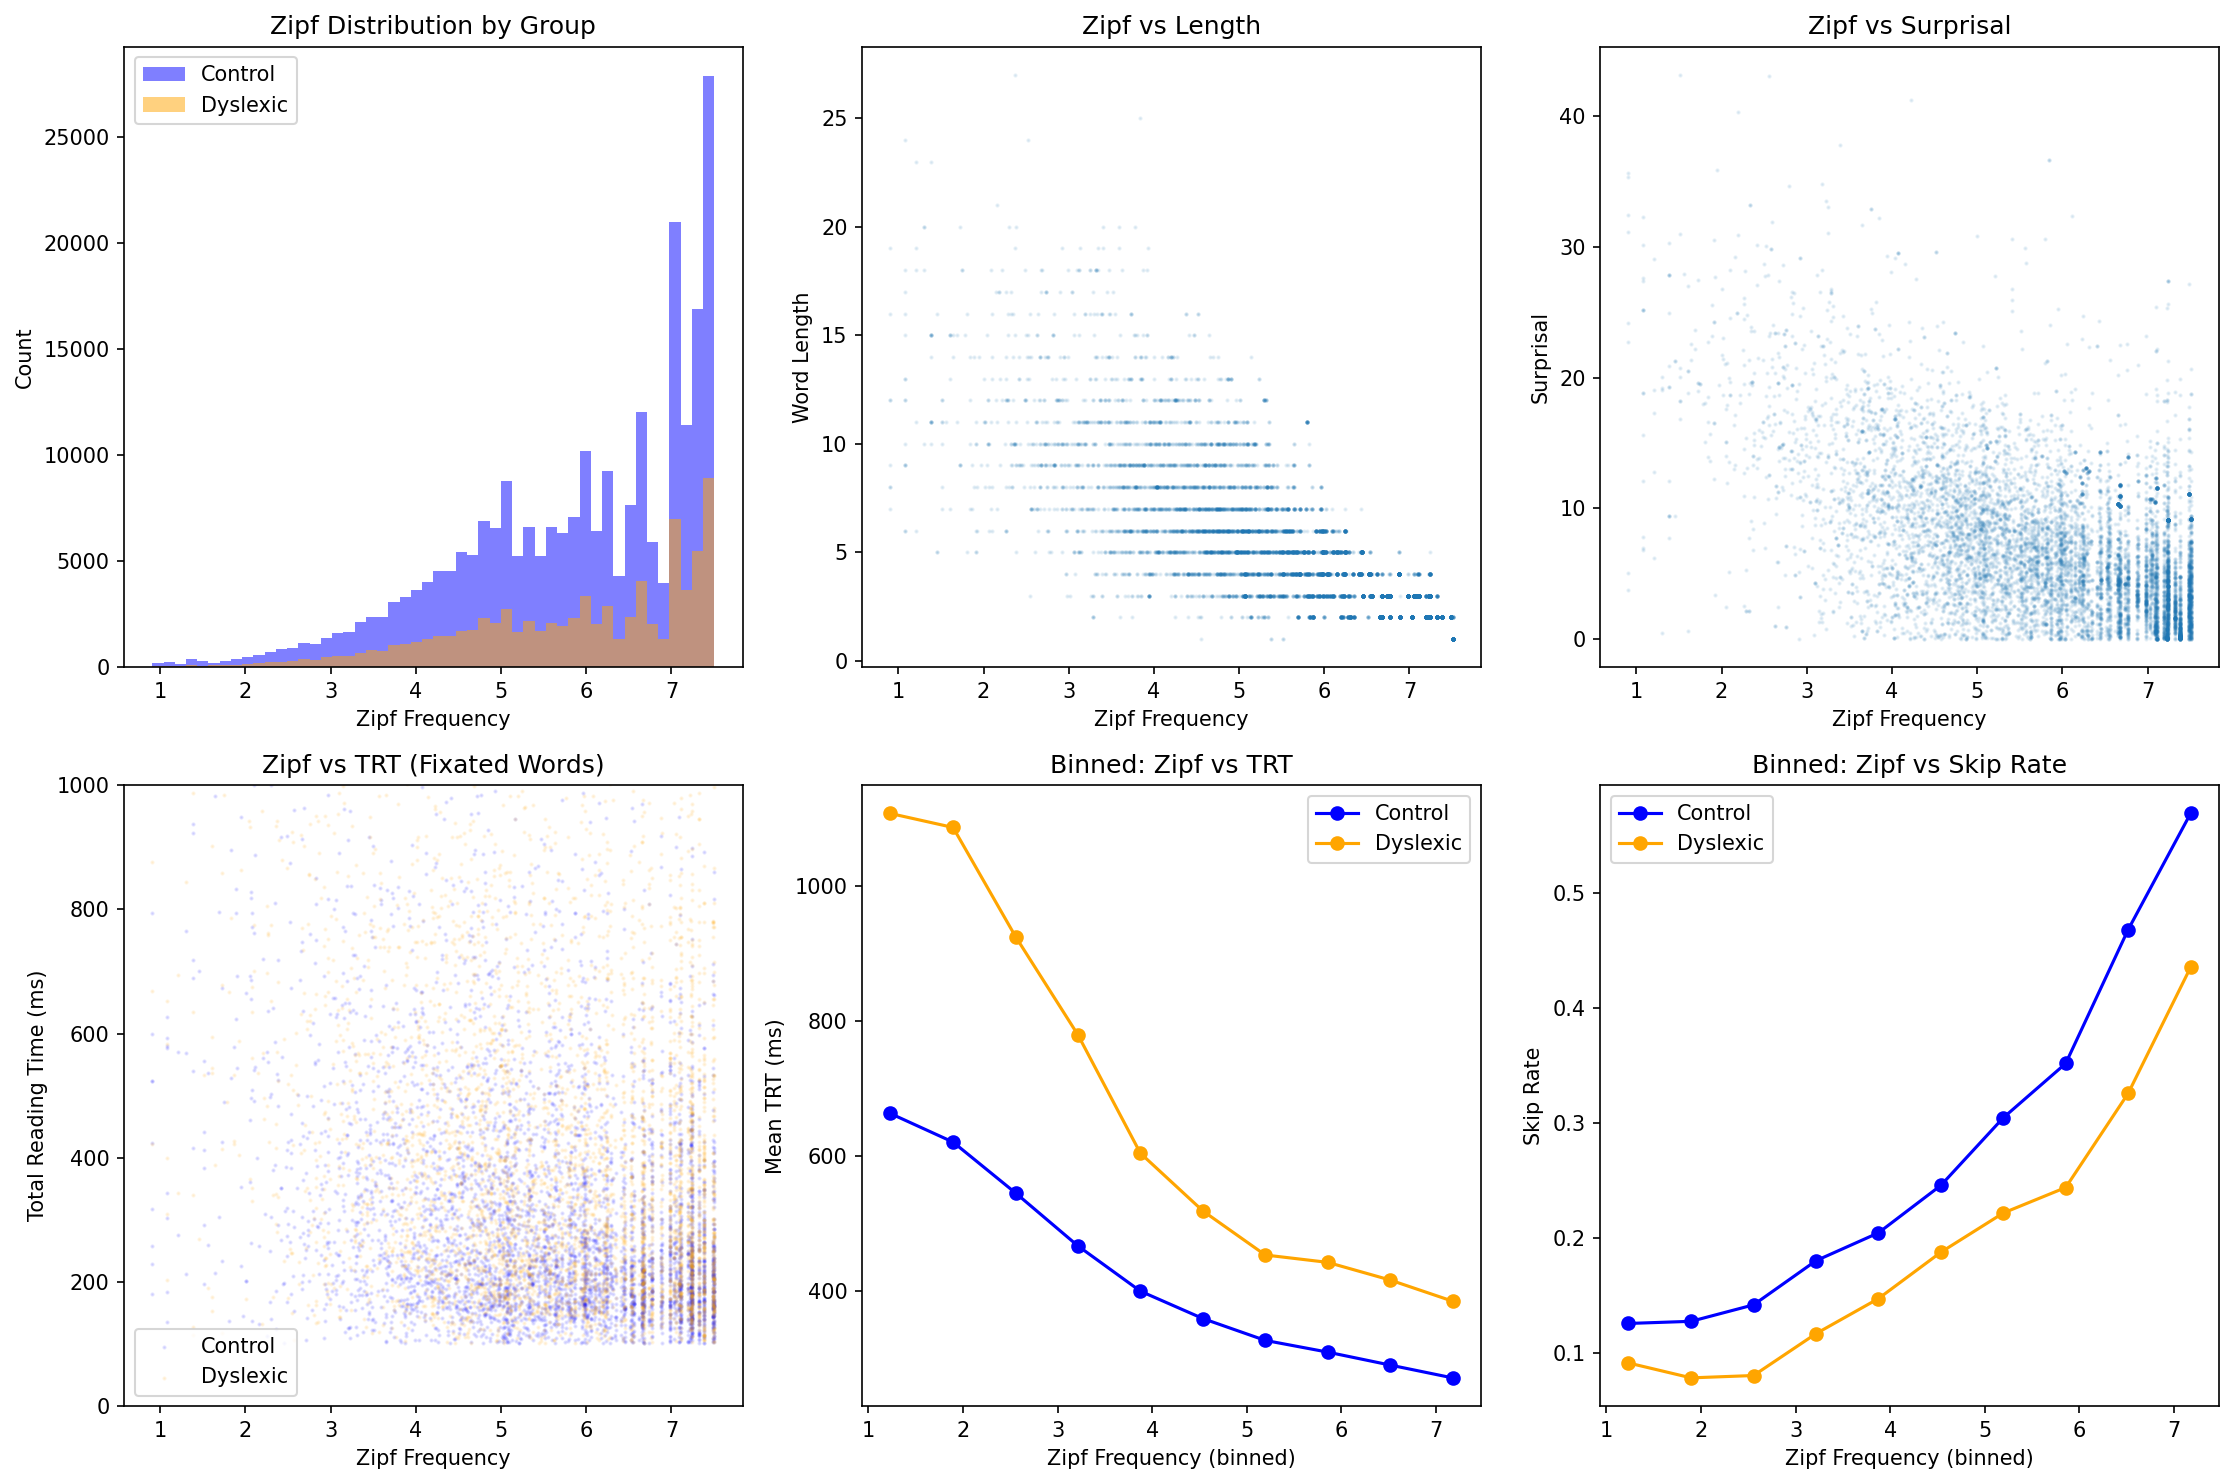 Zipf Distribution by Group
Control
Dyslexic
25000
20000
15000
10000
5000
0
Count
1 2 3 4 5 6 7
Zipf Frequency
Zipf vs Length
25
20
15
10
5
0
Word Length
1 2 3 4 5 6 7
Zipf Frequency
Zipf vs Surprisal
40
30
20
10
0
Surprisal
1 2 3 4 5 6 7
Zipf Frequency
Zipf vs TRT (Fixated Words)
1000
800
600
400
200
0
Total Reading Time (ms)
Control
Dyslexic
1 2 3 4 5 6 7
Zipf Frequency
Binned: Zipf vs TRT
Control
Dyslexic
1000
800
600
400
Mean TRT (ms)
1 2 3 4 5 6 7
Zipf Frequency (binned)
Binned: Zipf vs Skip Rate
Control
Dyslexic
0.5
0.4
0.3
0.2
0.1
Skip Rate
1 2 3 4 5 6 7
Zipf Frequency (binned)